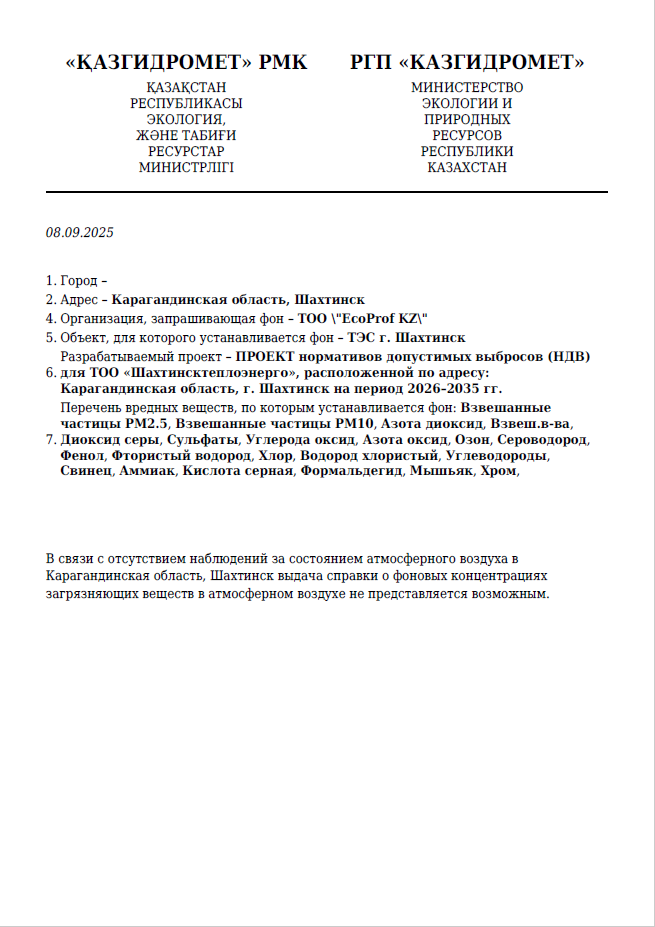 «ҚАЗГИДРОМЕТ» РМК
ҚАЗАҚСТАН
РЕСПУБЛИКАСЫ
ЭКОЛОГИЯ,
ЖӘНЕ ТАБИҒИ
РЕСУРСТАР
МИНИСТРЛІГІ
РГП «КАЗГИДРОМЕТ»
МИНИСТЕРСТВО
ЭКОЛОГИИ И
ПРИРОДНЫХ
РЕСУРСОВ
РЕСПУБЛИКИ
КАЗАХСТАН
08.09.2025
1. Город –
2. Адрес – Карагандинская область, Шахтинск
4. Организация, запрашивающая фон – ТОО \"EcoProf KZ\"
5. Объект, для которого устанавливается фон – ТЭС г. Шахтинск
Разрабатываемый проект – ПРОЕКТ нормативов допустимых выбросов (НДВ)
6. для ТОО «Шахтинсктеплоэнерго», расположенной по адресу:
Карагандинская область, г. Шахтинск на период 2026–2035 гг.
Перечень вредных веществ, по которым устанавливается фон: Взвешанные
частицы PM2.5, Взвешанные частицы PM10, Азота диоксид, Взвеш.в-ва,
7. Диоксид серы, Сульфаты, Углерода оксид, Азота оксид, Озон, Сероводород,
Фенол, Фтористый водород, Хлор, Водород хлористый, Углеводороды,
Свинец, Аммиак, Кислота серная, Формальдегид, Мышьяк, Хром,
В связи с отсутствием наблюдений за состоянием атмосферного воздуха в
Карагандинская область, Шахтинск выдача справки о фоновых концентрациях
загрязняющих веществ в атмосферном воздухе не представляется возможным.